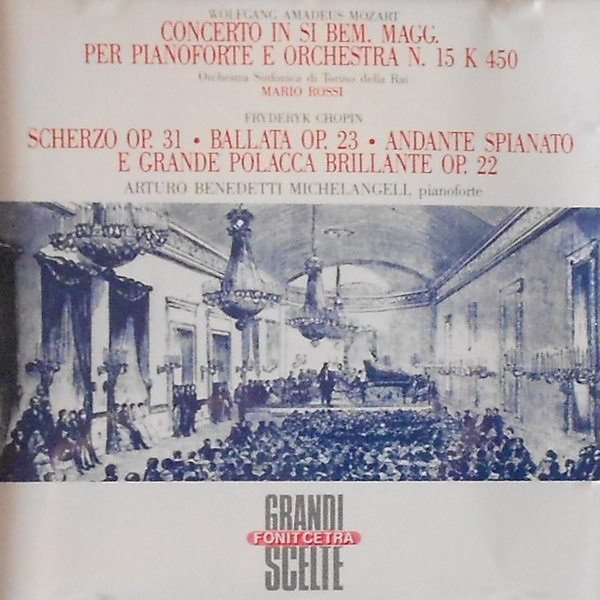 WOLFGANG AMADEUS MOZART
CONCERTO IN SI BEM. MAGG.
PER PIANOFORTE E ORCHESTRA N. 15 K 450
Orchestra Sinfonica di Torino della Rai
MARIO ROSSI
FRYDERYK CHOPIN
SCHERZO OP. 31 • BALLATA OP. 23 • ANDANTE SPIANATO
E GRANDE POLACCA BRILLANTE OP. 22
ARTURO BENEDETTI MICHELANGELI, pianoforte
GRANDI
FONIT CETRA
SCELTE